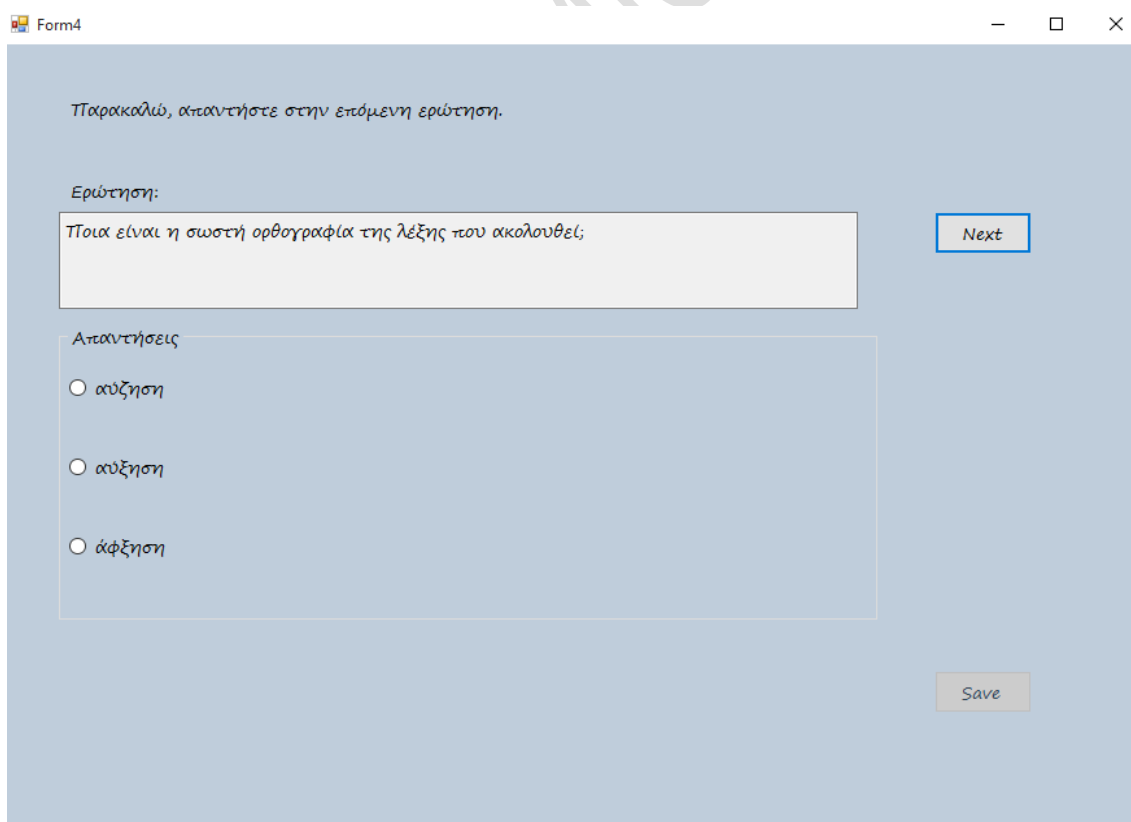 Form4
Παρακαλώ, απαντήστε στην επόμενη ερώτηση.
Ερώτηση:
Ποια είναι η σωστή ορθογραφία της λέξης που ακολουθεί;
Next
Απαντήσεις
αύζηση
αύξηση
άφξηση
Save